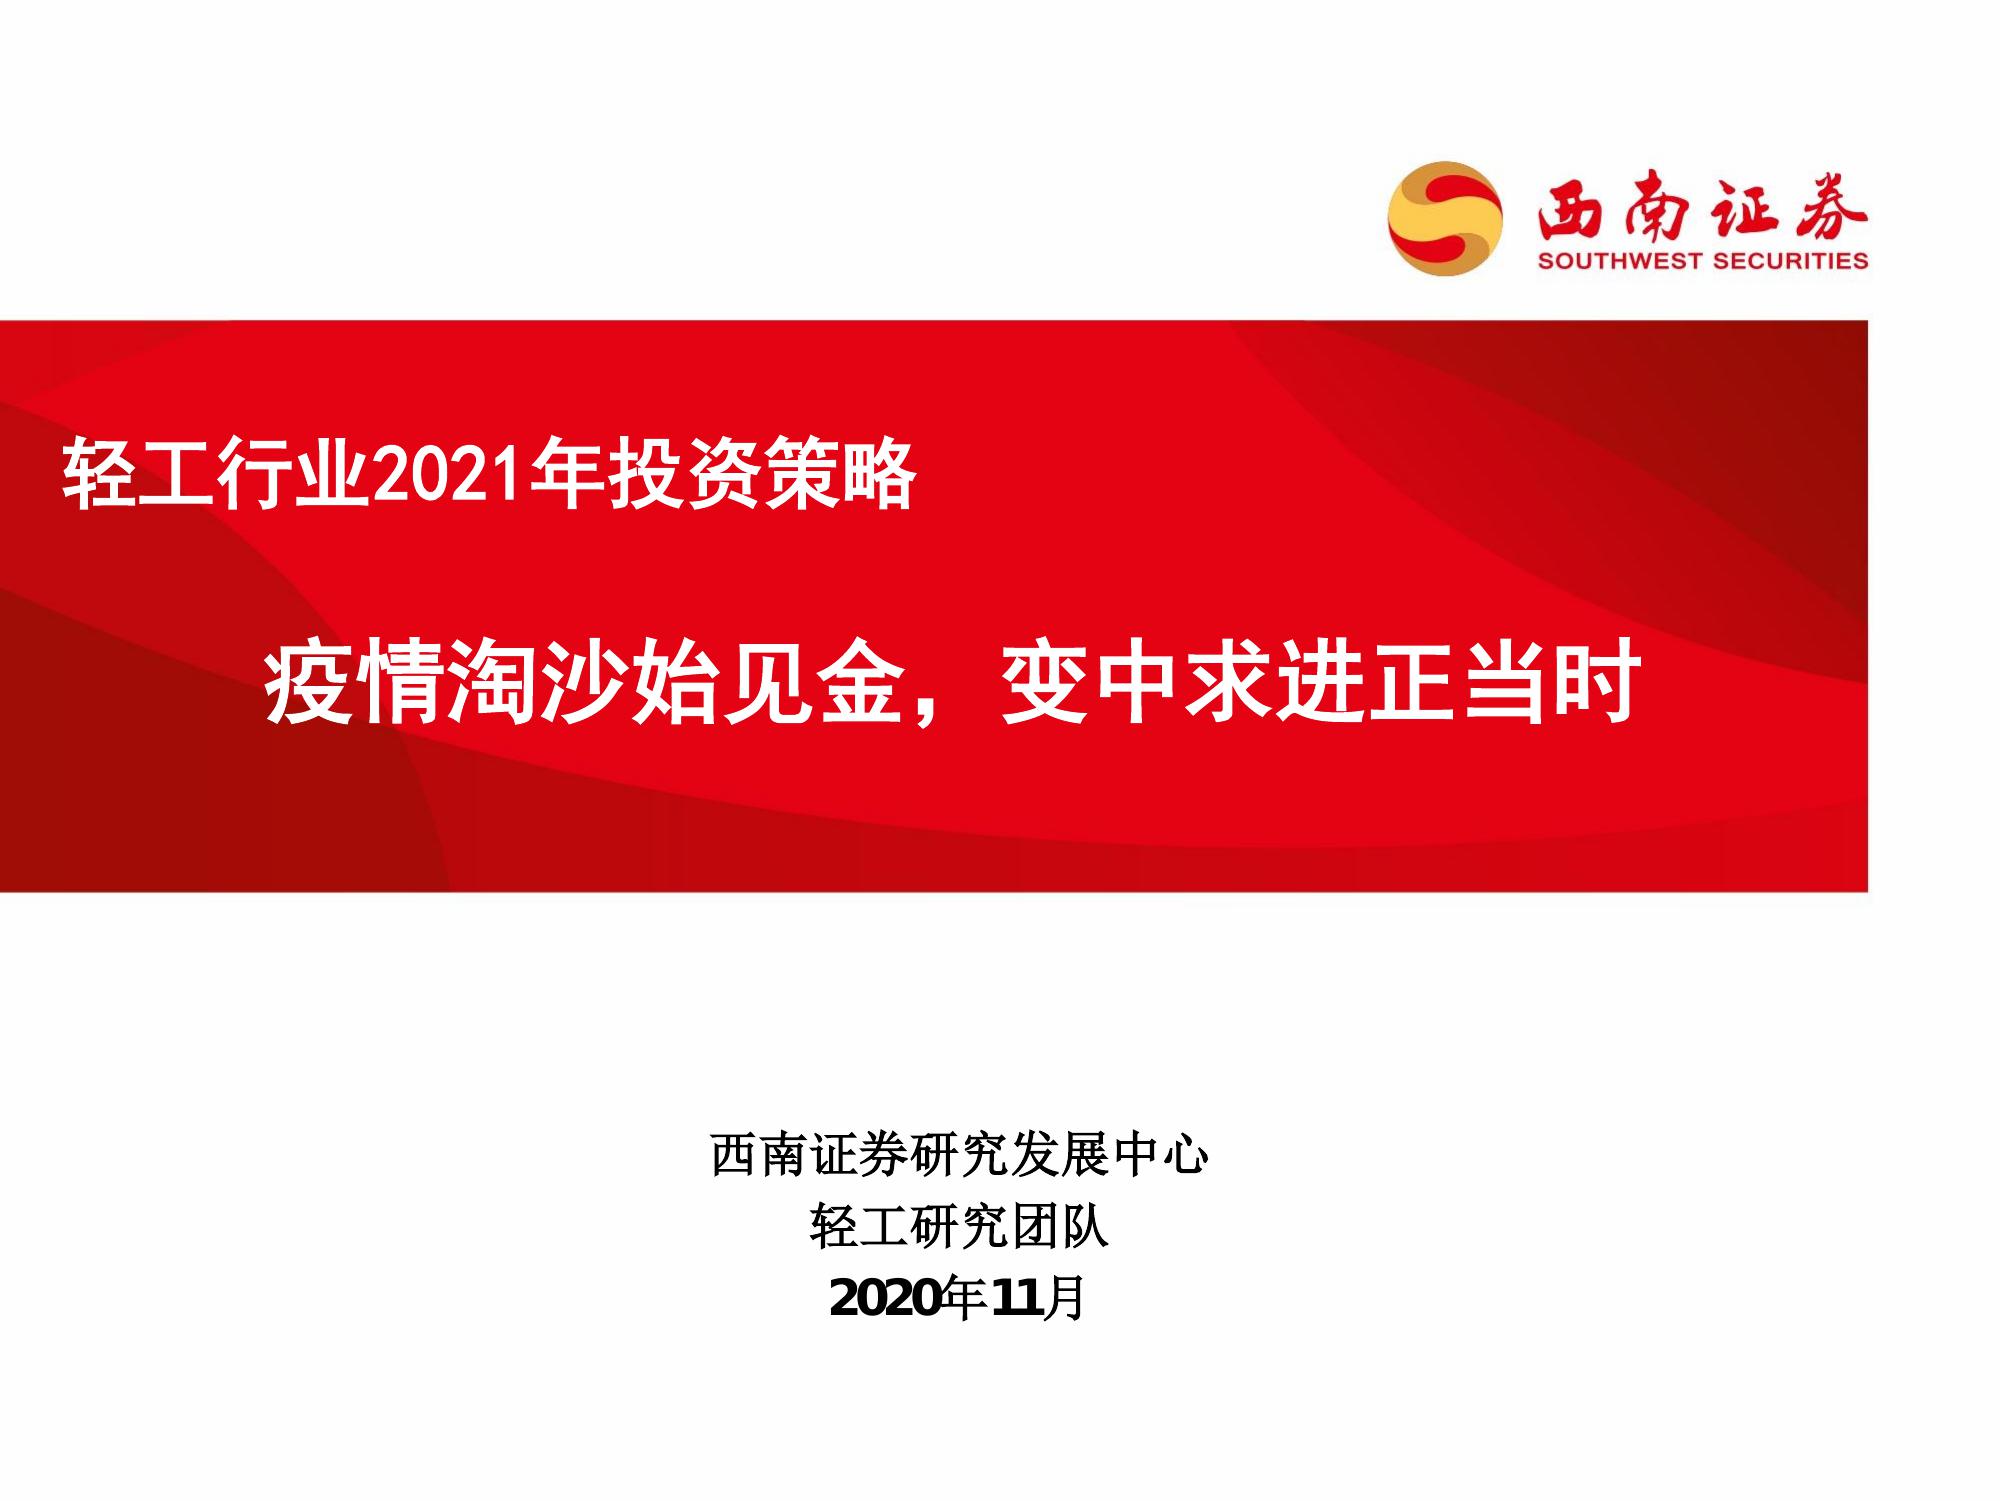 西南证券
SOUTHWEST SECURITIES
轻工行业2021年投资策略
疫情淘沙始见金，变中求进正当时
西南证券研究发展中心
轻工研究团队
2020年11月